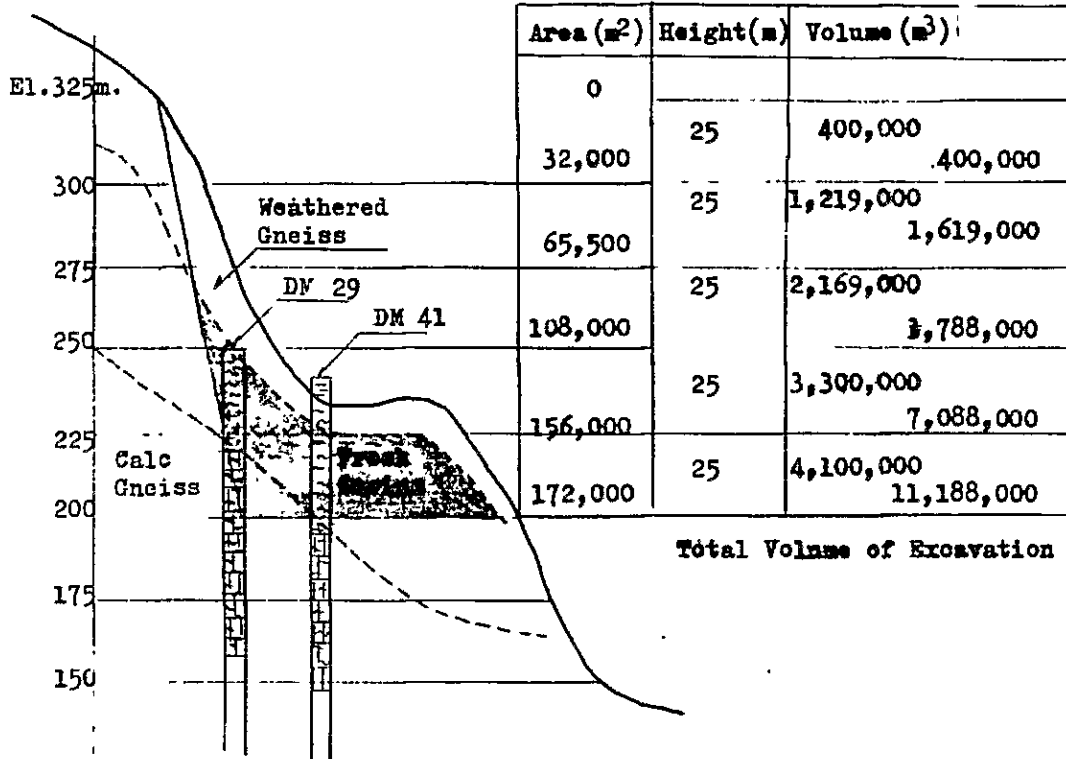 Area (m²) Height(m) Volume (m³)
El.325m.
0
25 400,000
32,000 400,000
300
25 1,219,000
Weathered
Gneiss
65,500 1,619,000
275
DM 29
25 2,169,000
DM 41
108,000 3,788,000
250
25 3,300,000
156,000 7,088,000
225
Calc
Gneiss
Fresh
Gneiss
25 4,100,000
172,000 11,188,000
200
Total Volume of Excavation
175
150